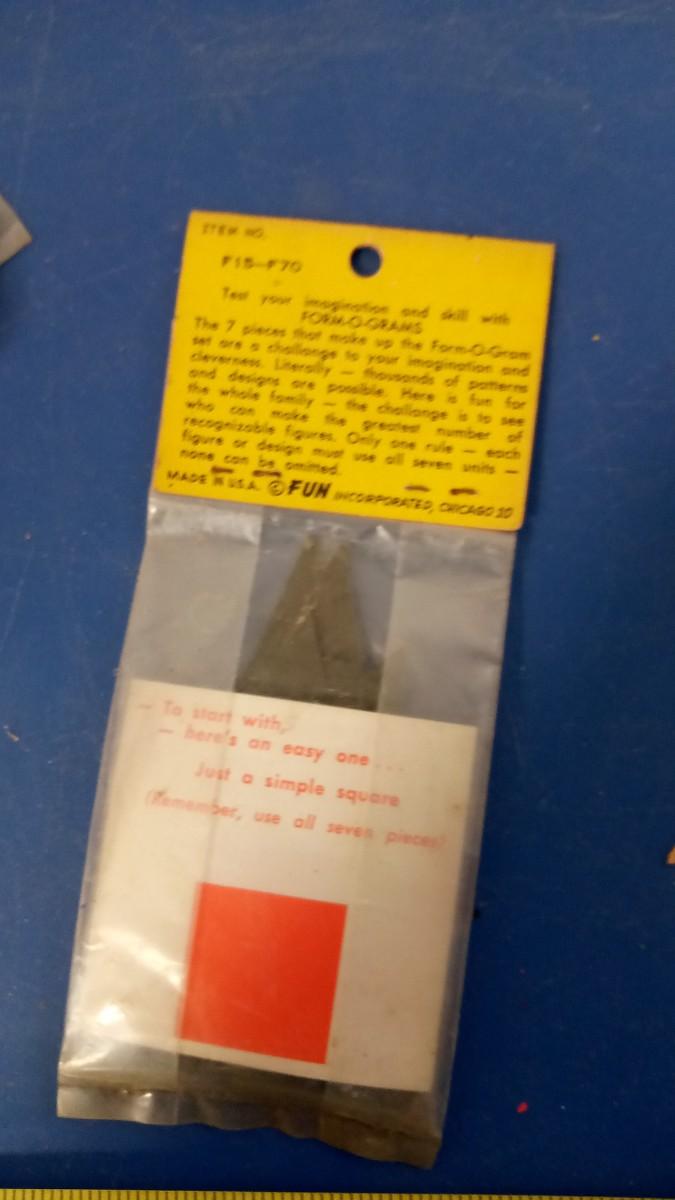 ITEM NO.
F15-F70
Test your imagination and skill with
FORM-O-GRAMS
The 7 pieces that make up the Form-O-Gram
set are a challange to your imagination and
cleverness. Literally — thousands of patterns
and designs are possible. Here is fun for
the whole family — the challange is to see
who can make the greatest number of
recognizable figures. Only one rule — each
figure or design must use all seven units —
none can be omitted.
MADE IN U.S.A. © FUN INCORPORATED, CHICAGO 10
— To start with,
— here's an easy one...
Just a simple square
(Remember, use all seven pieces)